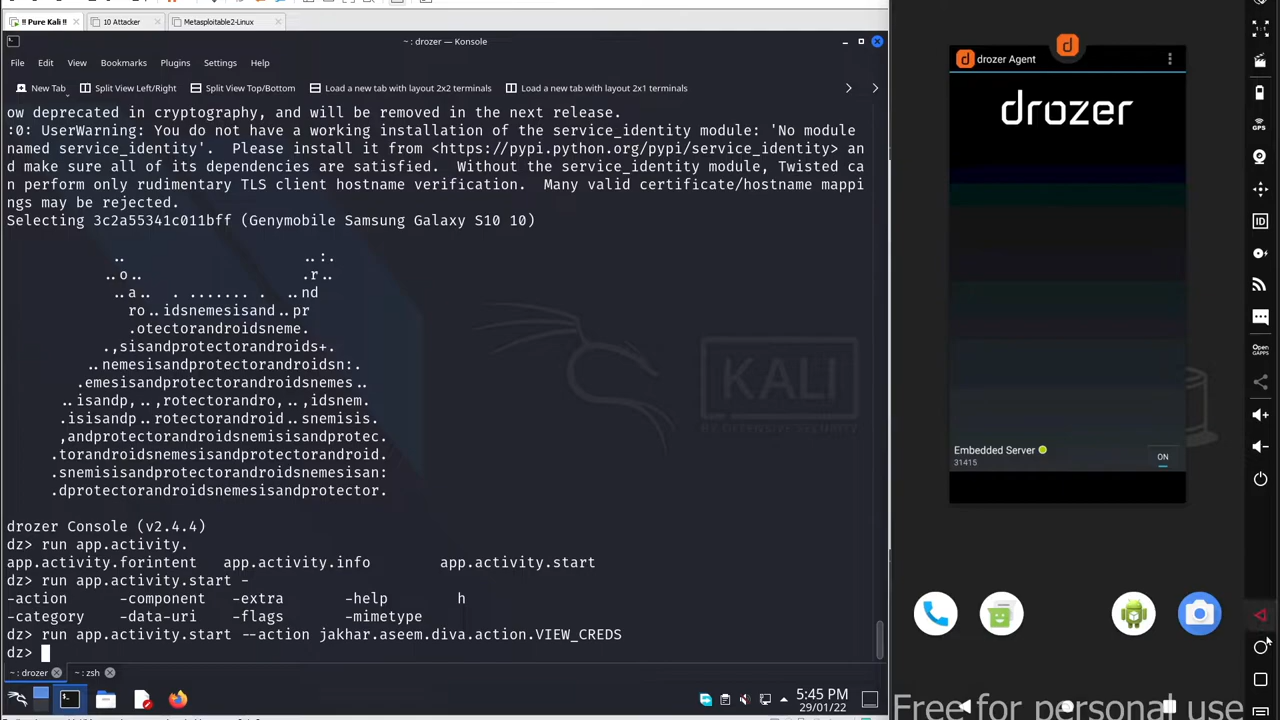 !! Pure Kali !!
10 Attacker
Metasploitable2-Linux
~ : drozer — Konsole
File Edit View Bookmarks Plugins Settings Help
New Tab Split View Left/Right Split View Top/Bottom Load a new tab with layout 2x2 terminals Load a new tab with layout 2x1 terminals
ow deprecated in cryptography, and will be removed in the next release.
:0: UserWarning: You do not have a working installation of the service_identity module: 'No module
named service_identity'.  Please install it from <https://pypi.python.org/pypi/service_identity> an
d make sure all of its dependencies are satisfied.  Without the service_identity module, Twisted ca
n perform only rudimentary TLS client hostname verification.  Many valid certificate/hostname mappi
ngs may be rejected.
Selecting 3c2a55341c011bff (Genymobile Samsung Galaxy S10 10)
.. ..:.
..o.. .r..
..a.. . ....... . ..nd
ro..idsnemesisand..pr
.otectorandroidsneme.
.,sisandprotectorandroids+.
..nemesisandprotectorandroidsn:.
.emesisandprotectorandroidsnemes..
..isandp,..,rotectorandro,..,idsnem.
.isisandp..rotectorandroid..snemisis.
,andprotectorandroidsnemisisandprotec.
.torandroidsnemesisandprotectorandroid.
.snemisisandprotectorandroidsnemesisan:
.dprotectorandroidsnemesisandprotector.
drozer Console (v2.4.4)
dz> run app.activity.
app.activity.forintent app.activity.info app.activity.start
dz> run app.activity.start -
-action -component -extra -help h
-category -data-uri -flags -mimetype
dz> run app.activity.start --action jakhar.aseem.diva.action.VIEW_CREDS
dz>
~ : drozer ~ : zsh
5:45 PM
29/01/22
KALI
BY OFFENSIVE SECURITY
d
drozer Agent
drozer
Embedded Server
31415
ON
1:1
GPS
ID
Open
GAPPS
Free for personal use